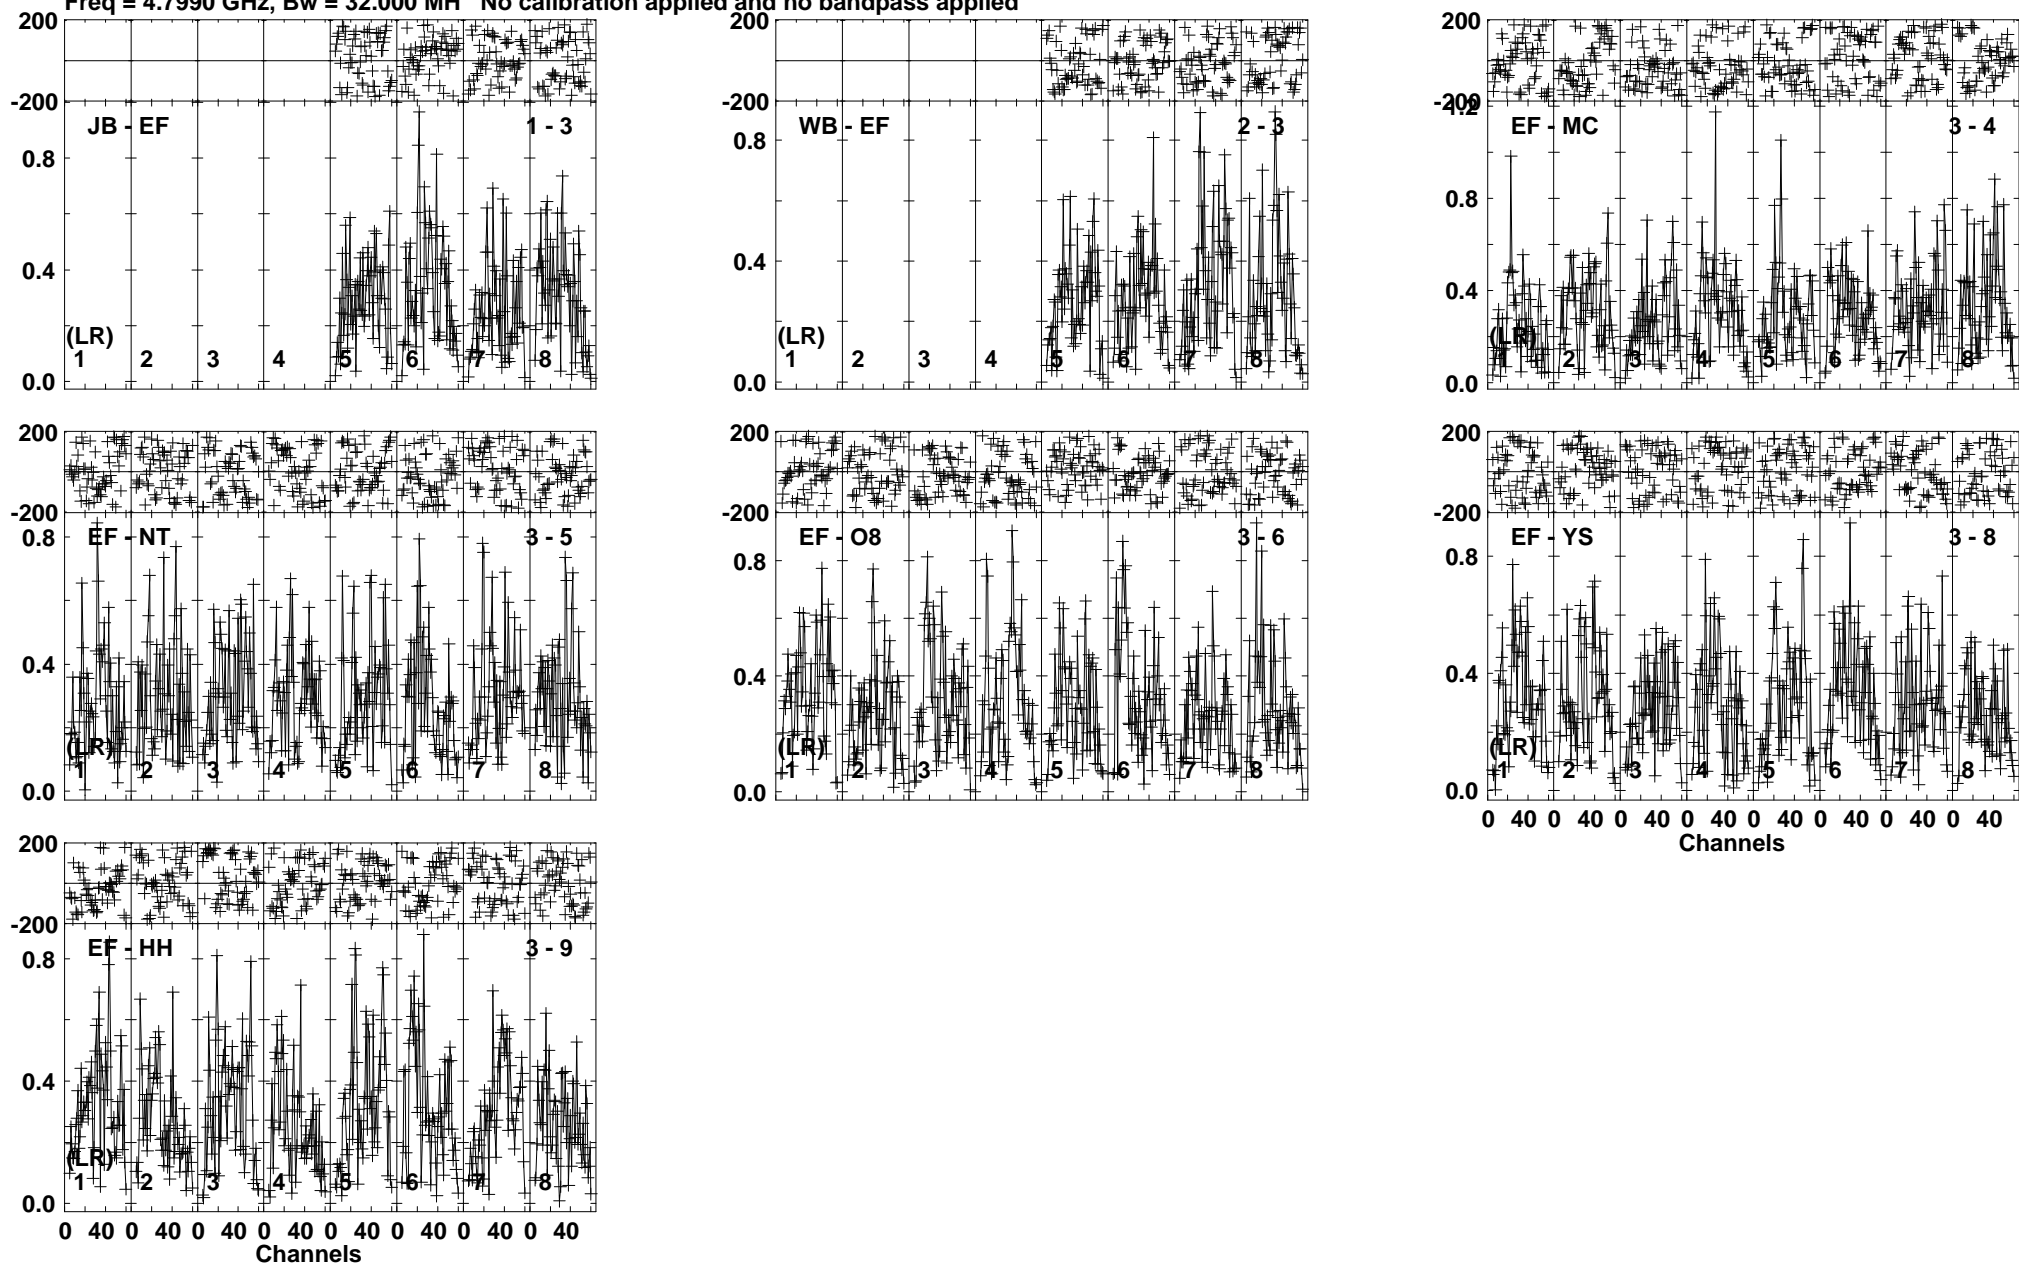 Freq = 4.7990 GHz, Bw = 32.000 MH No calibration applied and no bandpass applied
200 200 200
-200 -200 -200
JB - EF 1 - 3 WB - EF 2 - 3 1.2 EF - MC 3 - 4
0.8 0.8 0.8
0.4 0.4 0.4
(LR) (LR) (LR)
1 2 3 4 5 6 7 8 1 2 3 4 5 6 7 8 1 2 3 4 5 6 7 8
0.0 0.0 0.0
200 200 200
-200 -200 -200
EF - NT 3 - 5 EF - O8 3 - 6 EF - YS 3 - 8
0.8 0.8 0.8
0.4 0.4 0.4
(LR) (LR) (LR)
1 2 3 4 5 6 7 8 1 2 3 4 5 6 7 8 1 2 3 4 5 6 7 8
0.0 0.0 0.0
0 40 0 40 0 40 0 40 0 40 0 40 0 40 0 40
Channels
200
-200
EF - HH 3 - 9
0.8
0.4
(LR)
1 2 3 4 5 6 7 8
0.0
0 40 0 40 0 40 0 40 0 40 0 40 0 40 0 40
Channels